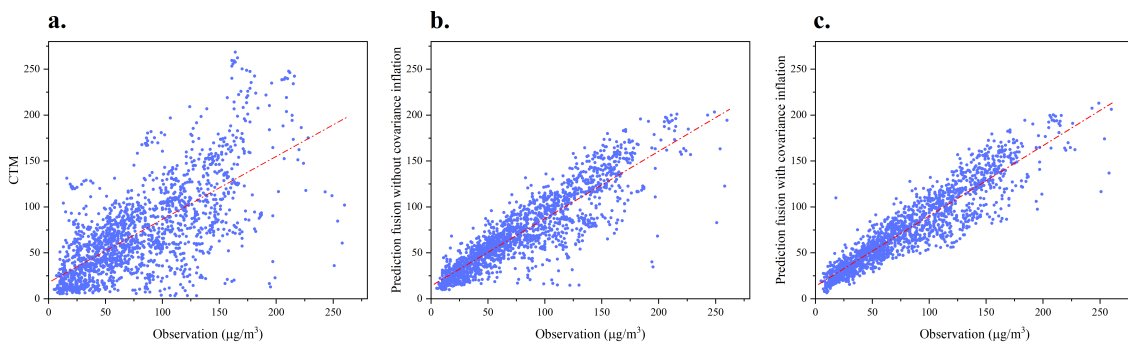 a.
CTM
250
200
150
100
50
0
0 50 100 150 200 250
Observation (μg/m³)
b.
Prediction fusion without covariance inflation
250
200
150
100
50
0
0 50 100 150 200 250
Observation (μg/m³)
c.
Prediction fusion with covariance inflation
250
200
150
100
50
0
0 50 100 150 200 250
Observation (μg/m³)